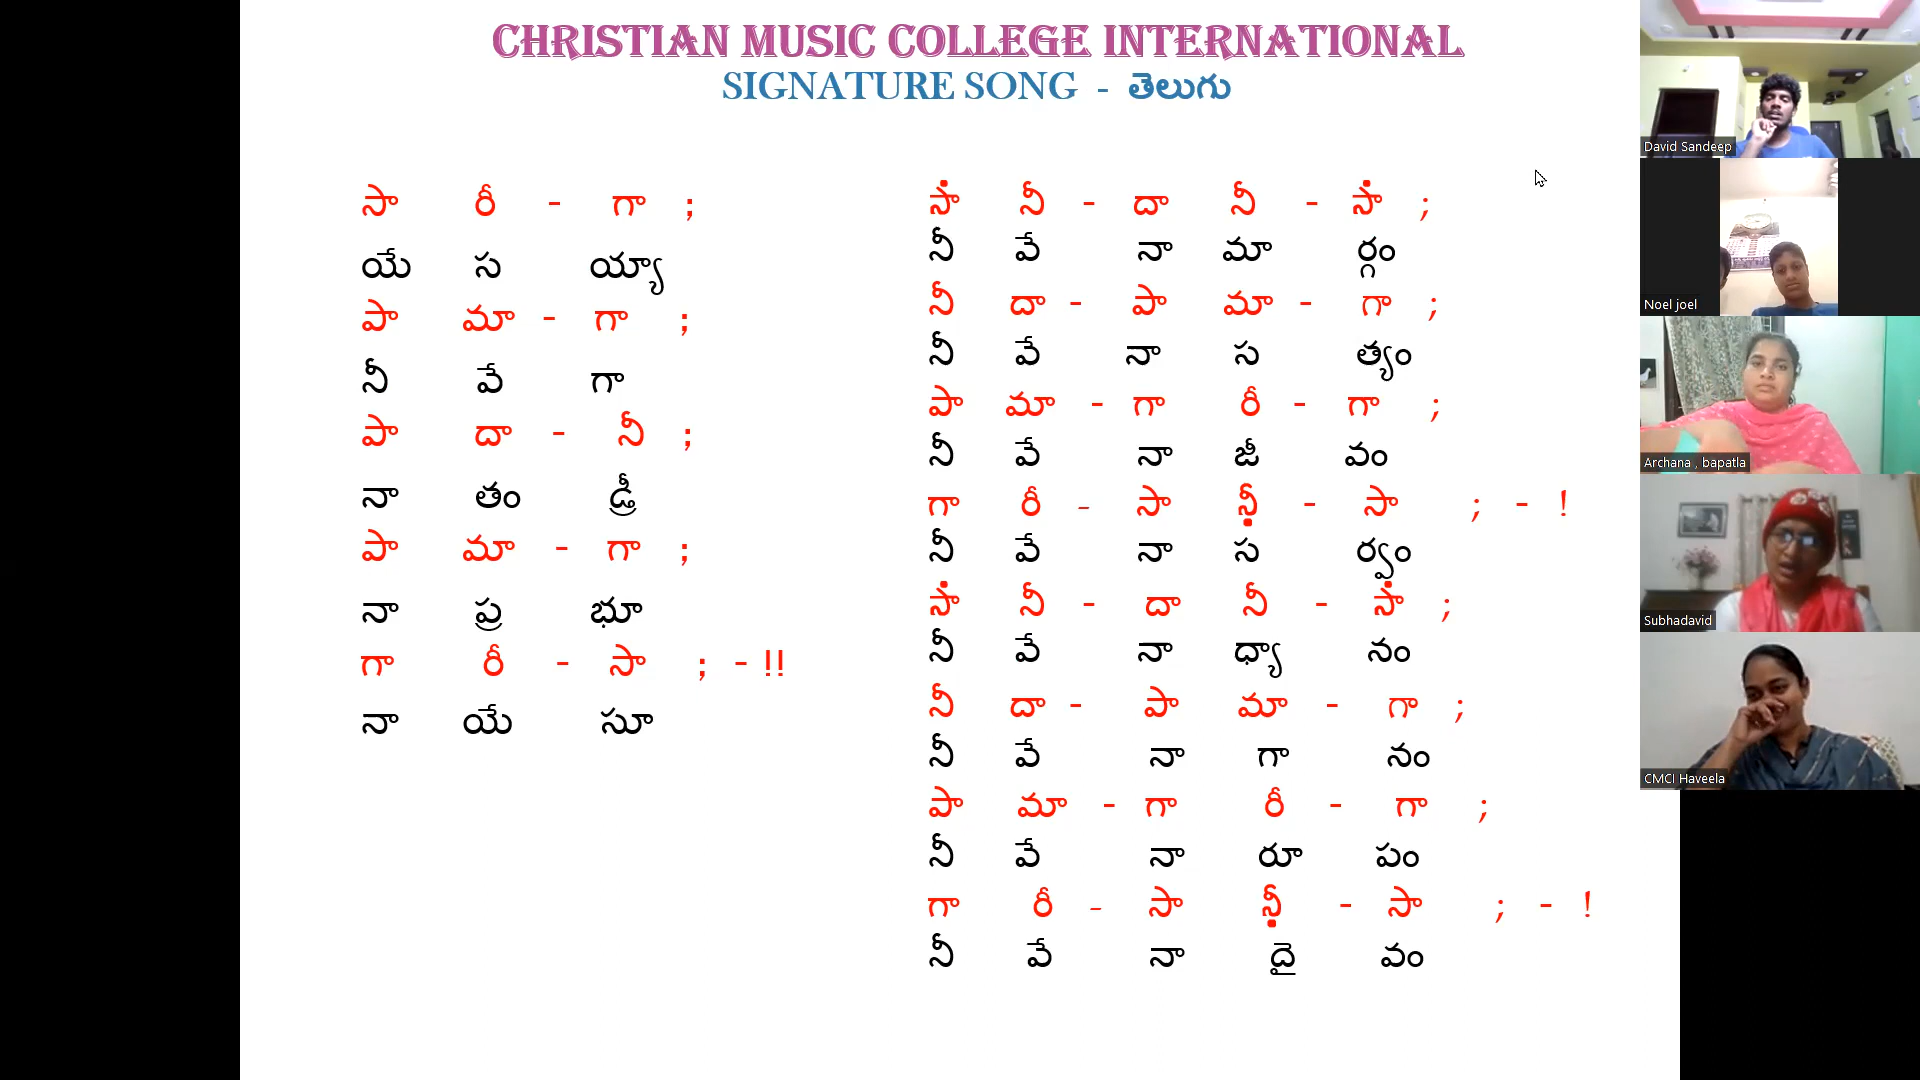 CHRISTIAN MUSIC COLLEGE INTERNATIONAL
SIGNATURE SONG - తెలుగు
సా రీ - గా ;
యే స య్యా
పా మా - గా ;
నీ వే గా
పా దా - నీ ;
నా తం డ్రీ
పా మా - గా ;
నా ప్ర భూ
గా రీ - సా ; - !!
నా యే సూ
సా నీ - దా నీ - సా ;
నీ వే నా మా ర్గం
నీ దా - పా మా - గా ;
నీ వే నా స త్యం
పా మా - గా రీ - గా ;
నీ వే నా జీ వం
గా రీ - సా నీ - సా ; - !
నీ వే నా స ర్వం
సా నీ - దా నీ - సా ;
నీ వే నా ధ్యా నం
నీ దా - పా మా - గా ;
నీ వే నా గా నం
పా మా - గా రీ - గా ;
నీ వే నా రూ పం
గా రీ - సా నీ - సా ; - !
నీ వే నా దై వం
David Sandeep
Noel joel
Archana , bapatla
Subhadavid
CMCI Haveela